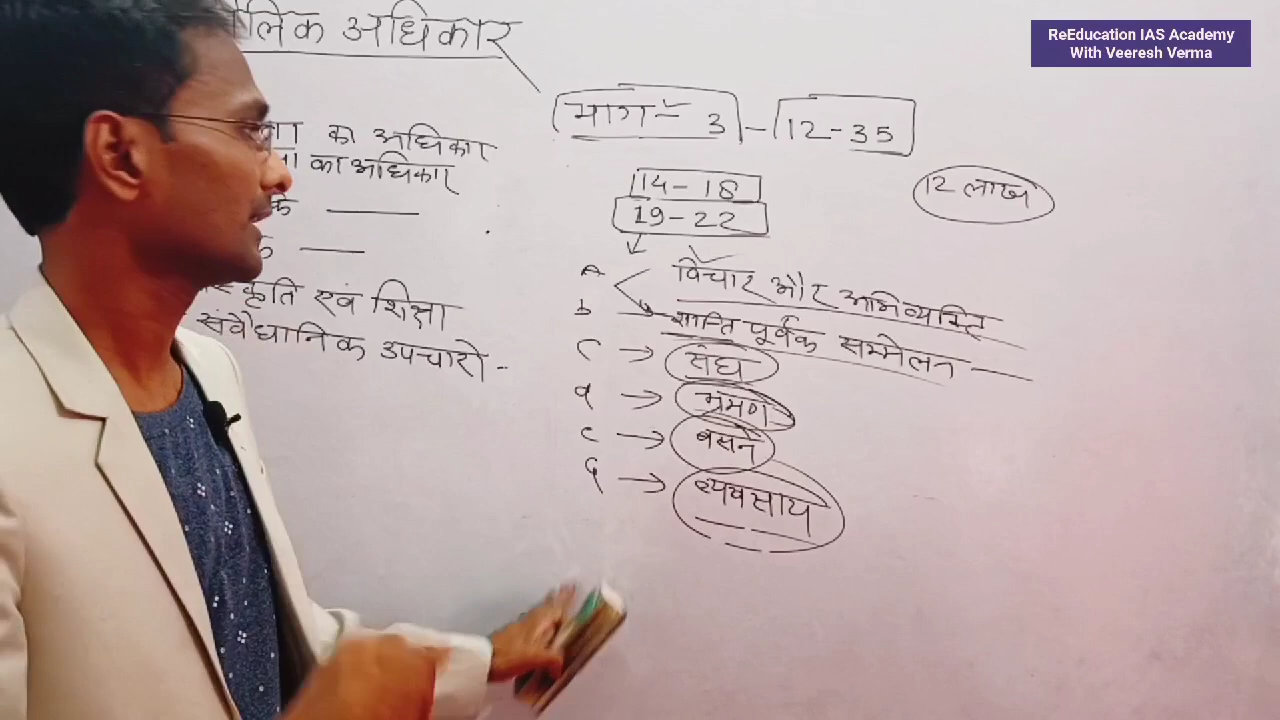 ReEducation IAS Academy
With Veeresh Verma
लिक अधिकार
भाग - 3 - 12-35
14-18
19-22
12 लाख
का अधिकार
का अधिकार
के ———
क ———
कृति एवं शिक्षा
संवैधानिक उपचारो -
A विचार और अभिव्यक्ति
b शान्ति पूर्वक सम्मेलन —
C → संघ
d → भ्रमण
e → बसने
→ व्यवसाय